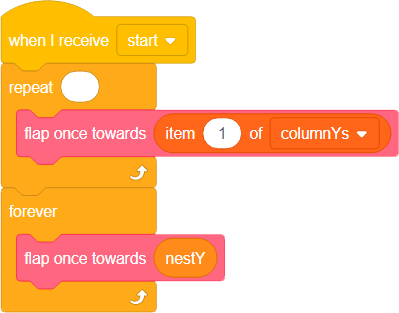 when I receive start
repeat
flap once towards item 1 of columnYs
forever
flap once towards nestY